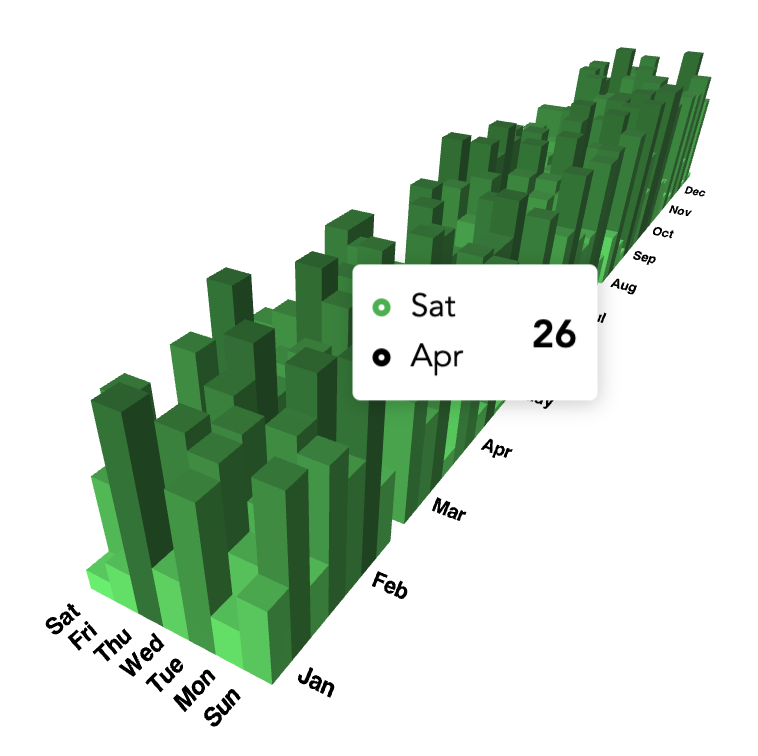 Sat
Apr
26
Dec
Nov
Oct
Sep
Aug
ul
ay
Apr
Mar
Feb
Jan
Sat
Fri
Thu
Wed
Tue
Mon
Sun